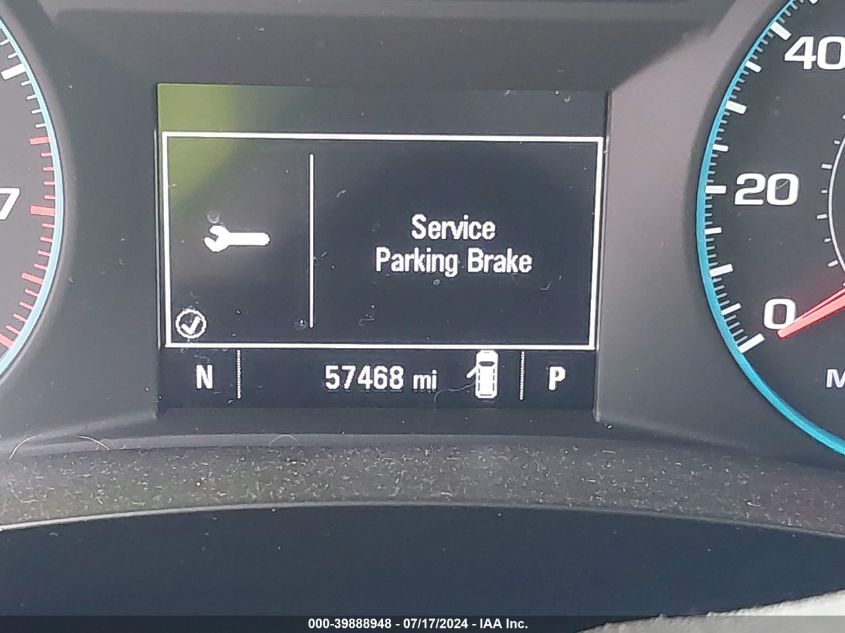 40
7
20
Service
Parking Brake
0
N 57468 mi P
M
000-39888948 - 07/17/2024 - IAA Inc.